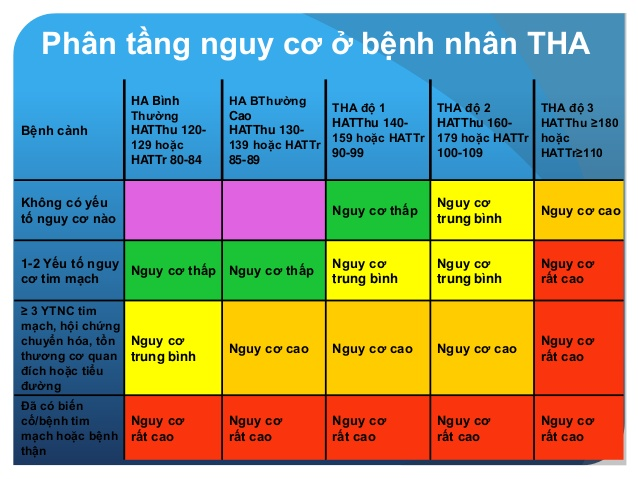 Phân tầng nguy cơ ở bệnh nhân THA
Bệnh cảnh
HA Bình
Thường
HATThu 120-
129 hoặc
HATTr 80-84
HA BThường
Cao
HATThu 130-
139 hoặc HATTr
85-89
THA độ 1
HATThu 140-
159 hoặc HATTr
90-99
THA độ 2
HATThu 160-
179 hoặc HATTr
100-109
THA độ 3
HATThu ≥180
hoặc
HATTr≥110
Không có yếu
tố nguy cơ nào
Nguy cơ thấp
Nguy cơ
trung bình
Nguy cơ cao
1-2 Yếu tố nguy
cơ tim mạch
Nguy cơ thấp
Nguy cơ thấp
Nguy cơ
trung bình
Nguy cơ
trung bình
Nguy cơ
rất cao
≥ 3 YTNC tim
mạch, hội chứng
chuyển hóa, tổn
thương cơ quan
đích hoặc tiểu
đường
Nguy cơ
trung bình
Nguy cơ cao
Nguy cơ cao
Nguy cơ cao
Nguy cơ
rất cao
Đã có biến
cố/bệnh tim
mạch hoặc bệnh
thận
Nguy cơ
rất cao
Nguy cơ
rất cao
Nguy cơ
rất cao
Nguy cơ
rất cao
Nguy cơ
rất cao